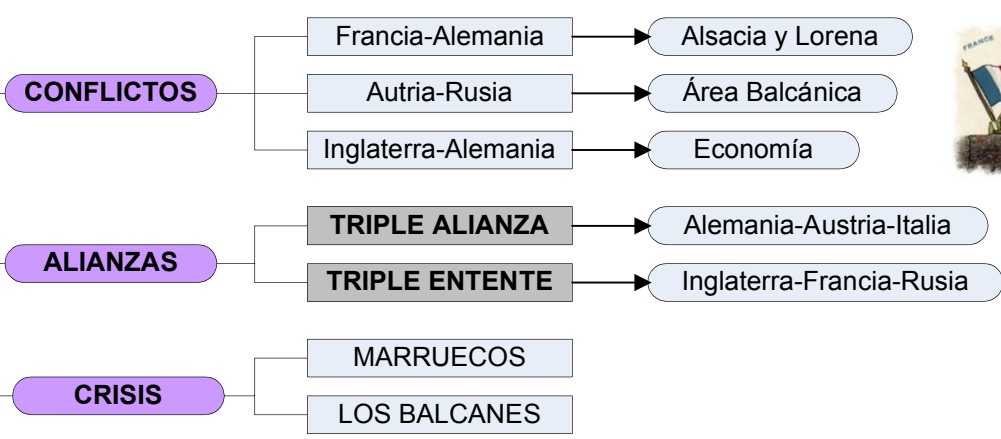 CONFLICTOS
Francia-Alemania
Alsacia y Lorena
Autria-Rusia
Área Balcánica
Inglaterra-Alemania
Economía
ALIANZAS
TRIPLE ALIANZA
Alemania-Austria-Italia
TRIPLE ENTENTE
Inglaterra-Francia-Rusia
CRISIS
MARRUECOS
LOS BALCANES
FRANCE